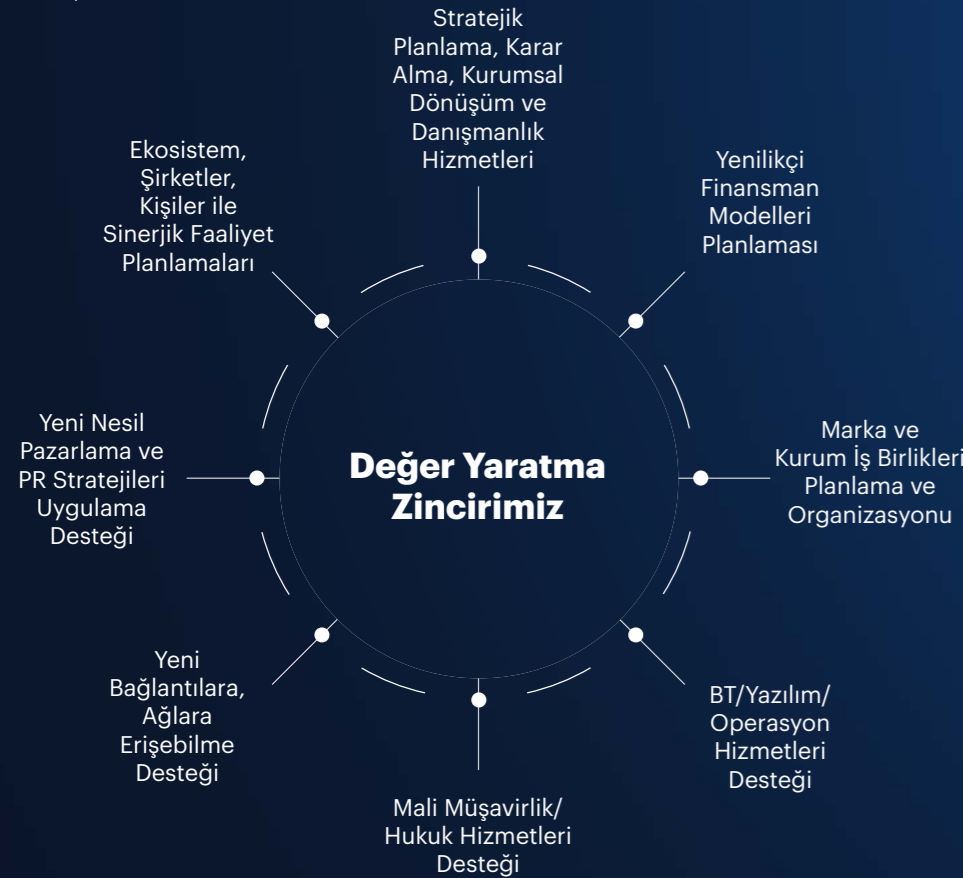 Stratejik
Planlama, Karar
Alma, Kurumsal
Dönüşüm ve
Danışmanlık
Hizmetleri
Yenilikçi
Finansman
Modelleri
Planlaması
Marka ve
Kurum İş Birlikleri
Planlama ve
Organizasyonu
BT/Yazılım/
Operasyon
Hizmetleri
Desteği
Mali Müşavirlik/
Hukuk Hizmetleri
Desteği
Yeni
Bağlantılara,
Ağlara
Erişebilme
Desteği
Yeni Nesil
Pazarlama ve
PR Stratejileri
Uygulama
Desteği
Ekosistem,
Şirketler,
Kişiler ile
Sinerjik Faaliyet
Planlamaları
Değer Yaratma
Zincirimiz